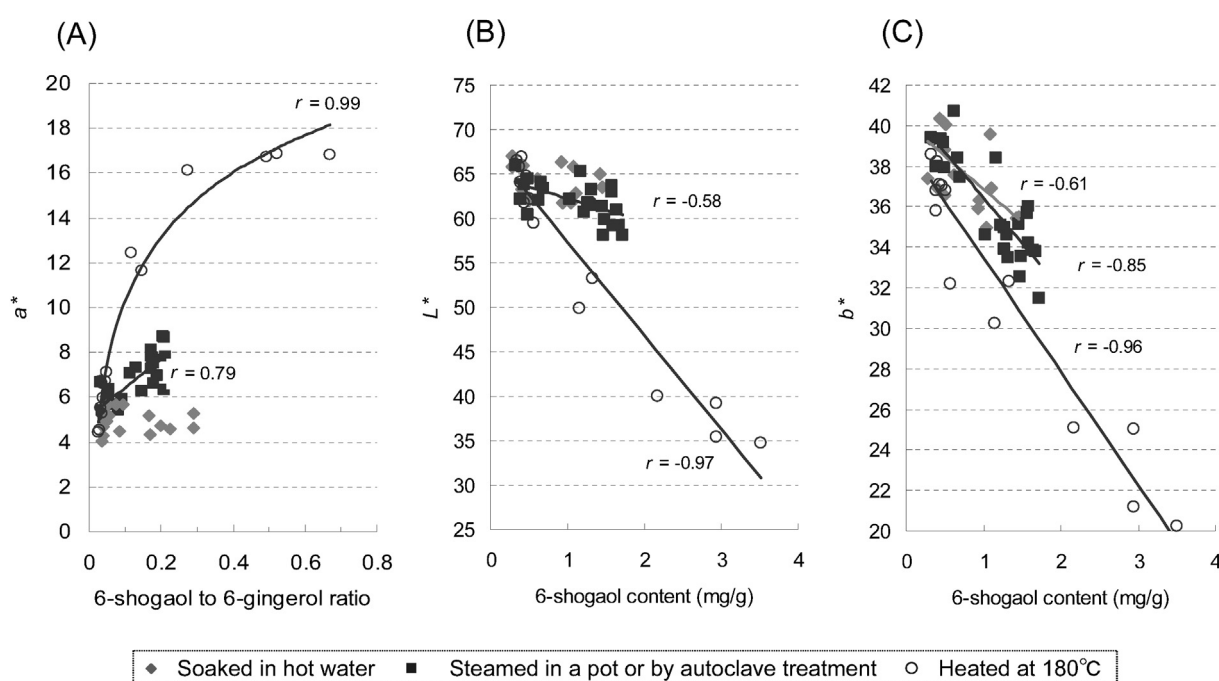 (A)
20
18
16
14
12
10
8
6
4
2
0
a*
r = 0.99
r = 0.79
0 0.2 0.4 0.6 0.8
6-shogaol to 6-gingerol ratio
(B)
75
70
65
60
55
50
45
40
35
30
25
L*
r = -0.58
r = -0.97
0 1 2 3 4
6-shogaol content (mg/g)
(C)
42
40
38
36
34
32
30
28
26
24
22
20
b*
r = -0.61
r = -0.85
r = -0.96
0 1 2 3 4
6-shogaol content (mg/g)
Soaked in hot water Steamed in a pot or by autoclave treatment Heated at 180℃